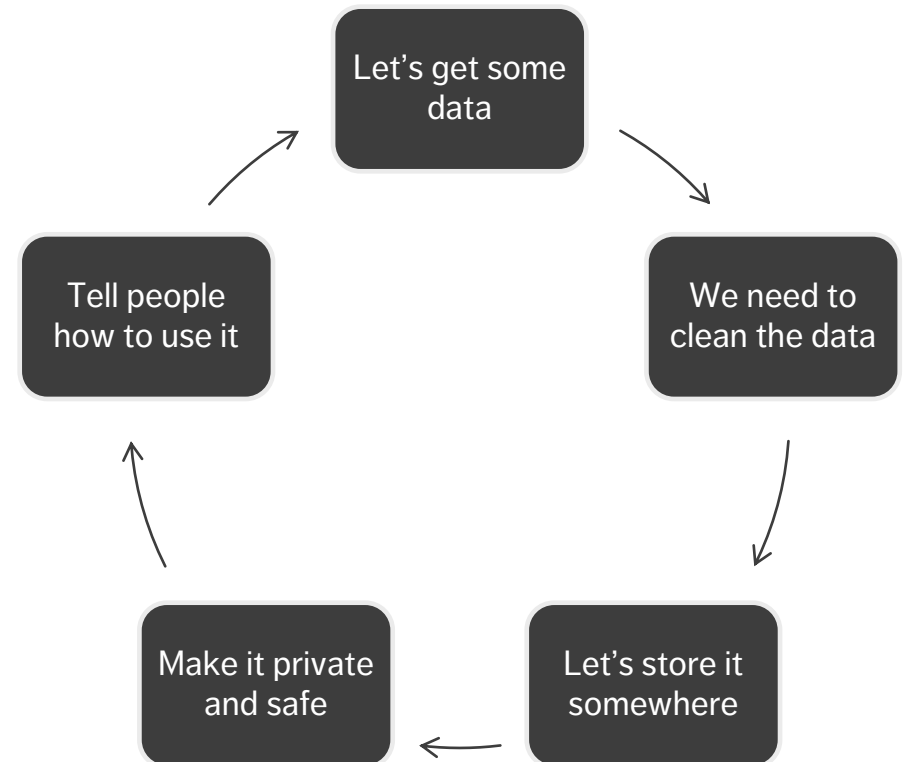 Let’s get some
data
We need to
clean the data
Let’s store it
somewhere
Make it private
and safe
Tell people
how to use it